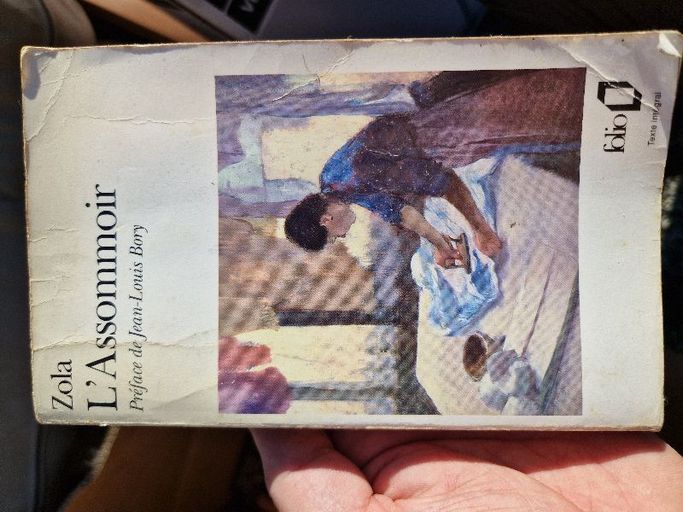 Zola
L'Assommoir
Préface de Jean-Louis Bory
folio
Texte intégral